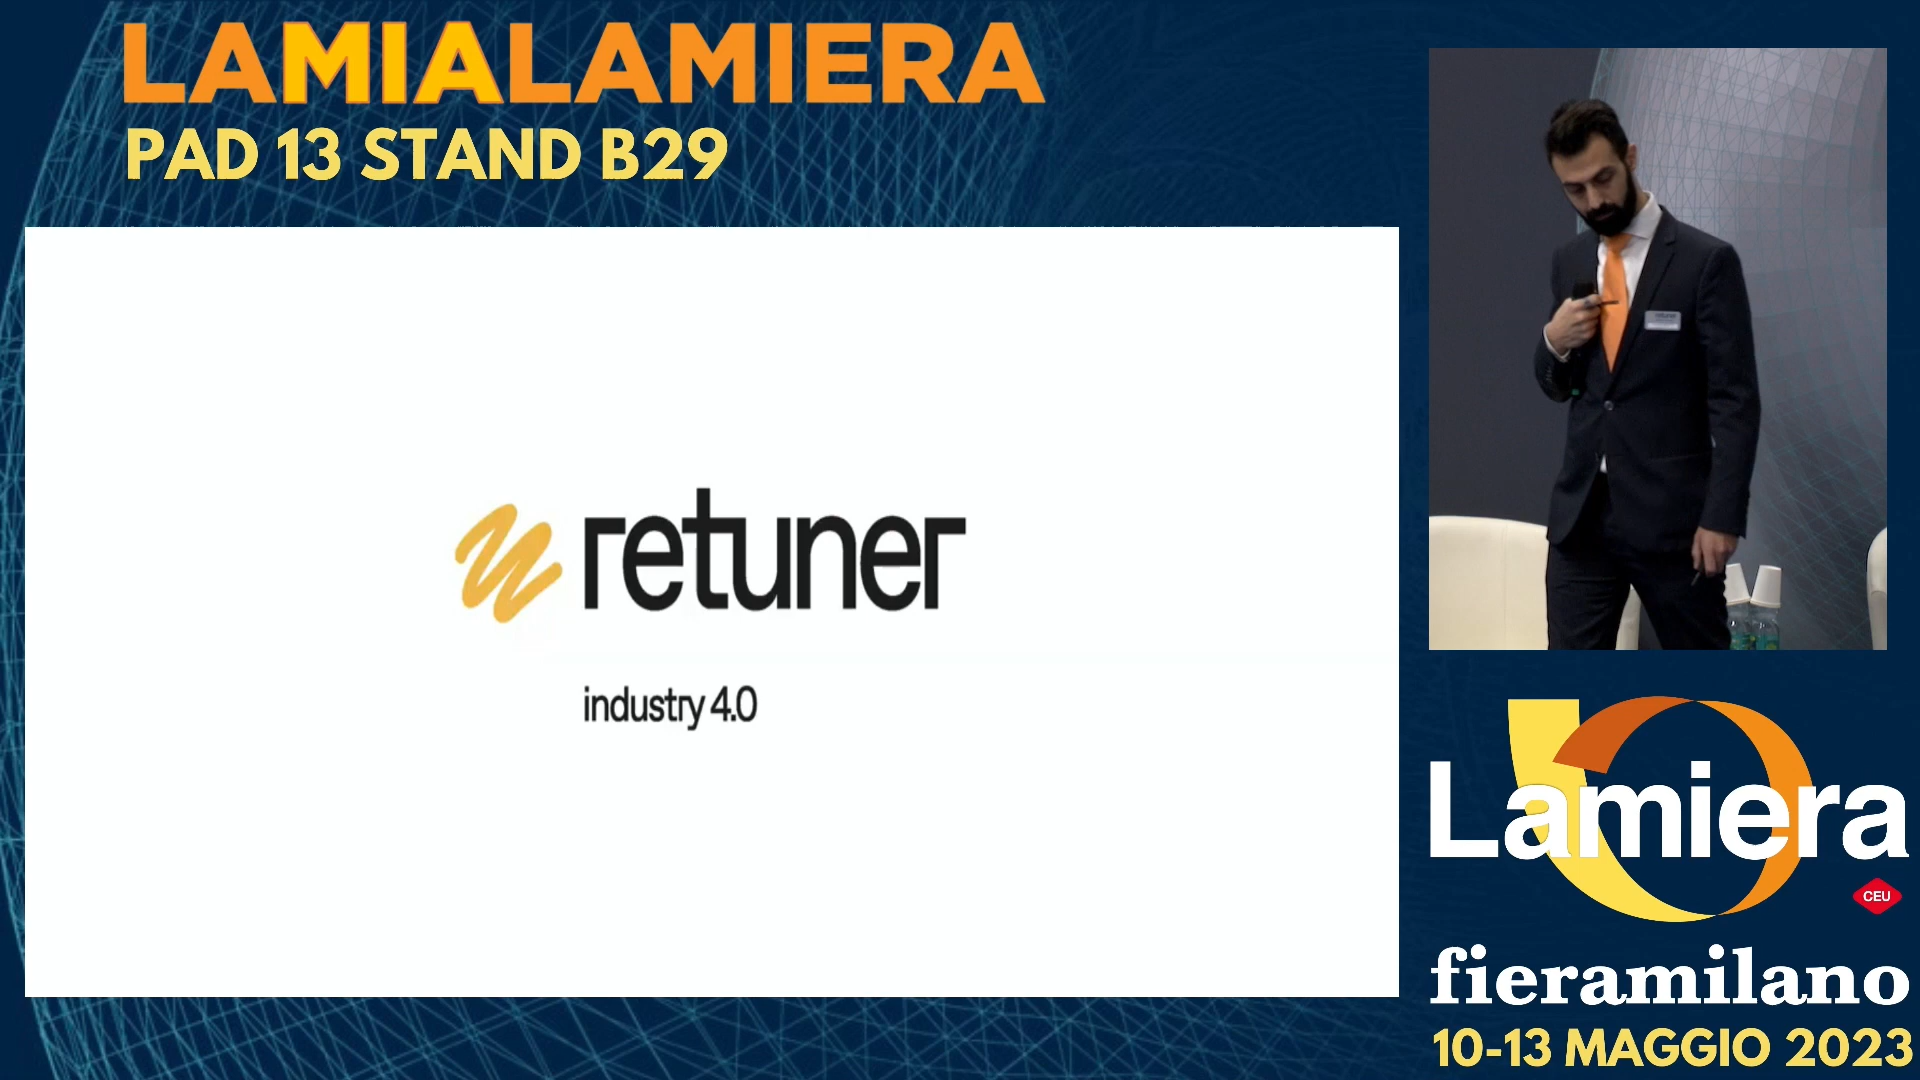 LAMIALAMIERA
PAD 13 STAND B29
retuner
industry 4.0
Lamiera
CEU
fieramilano
10-13 MAGGIO 2023